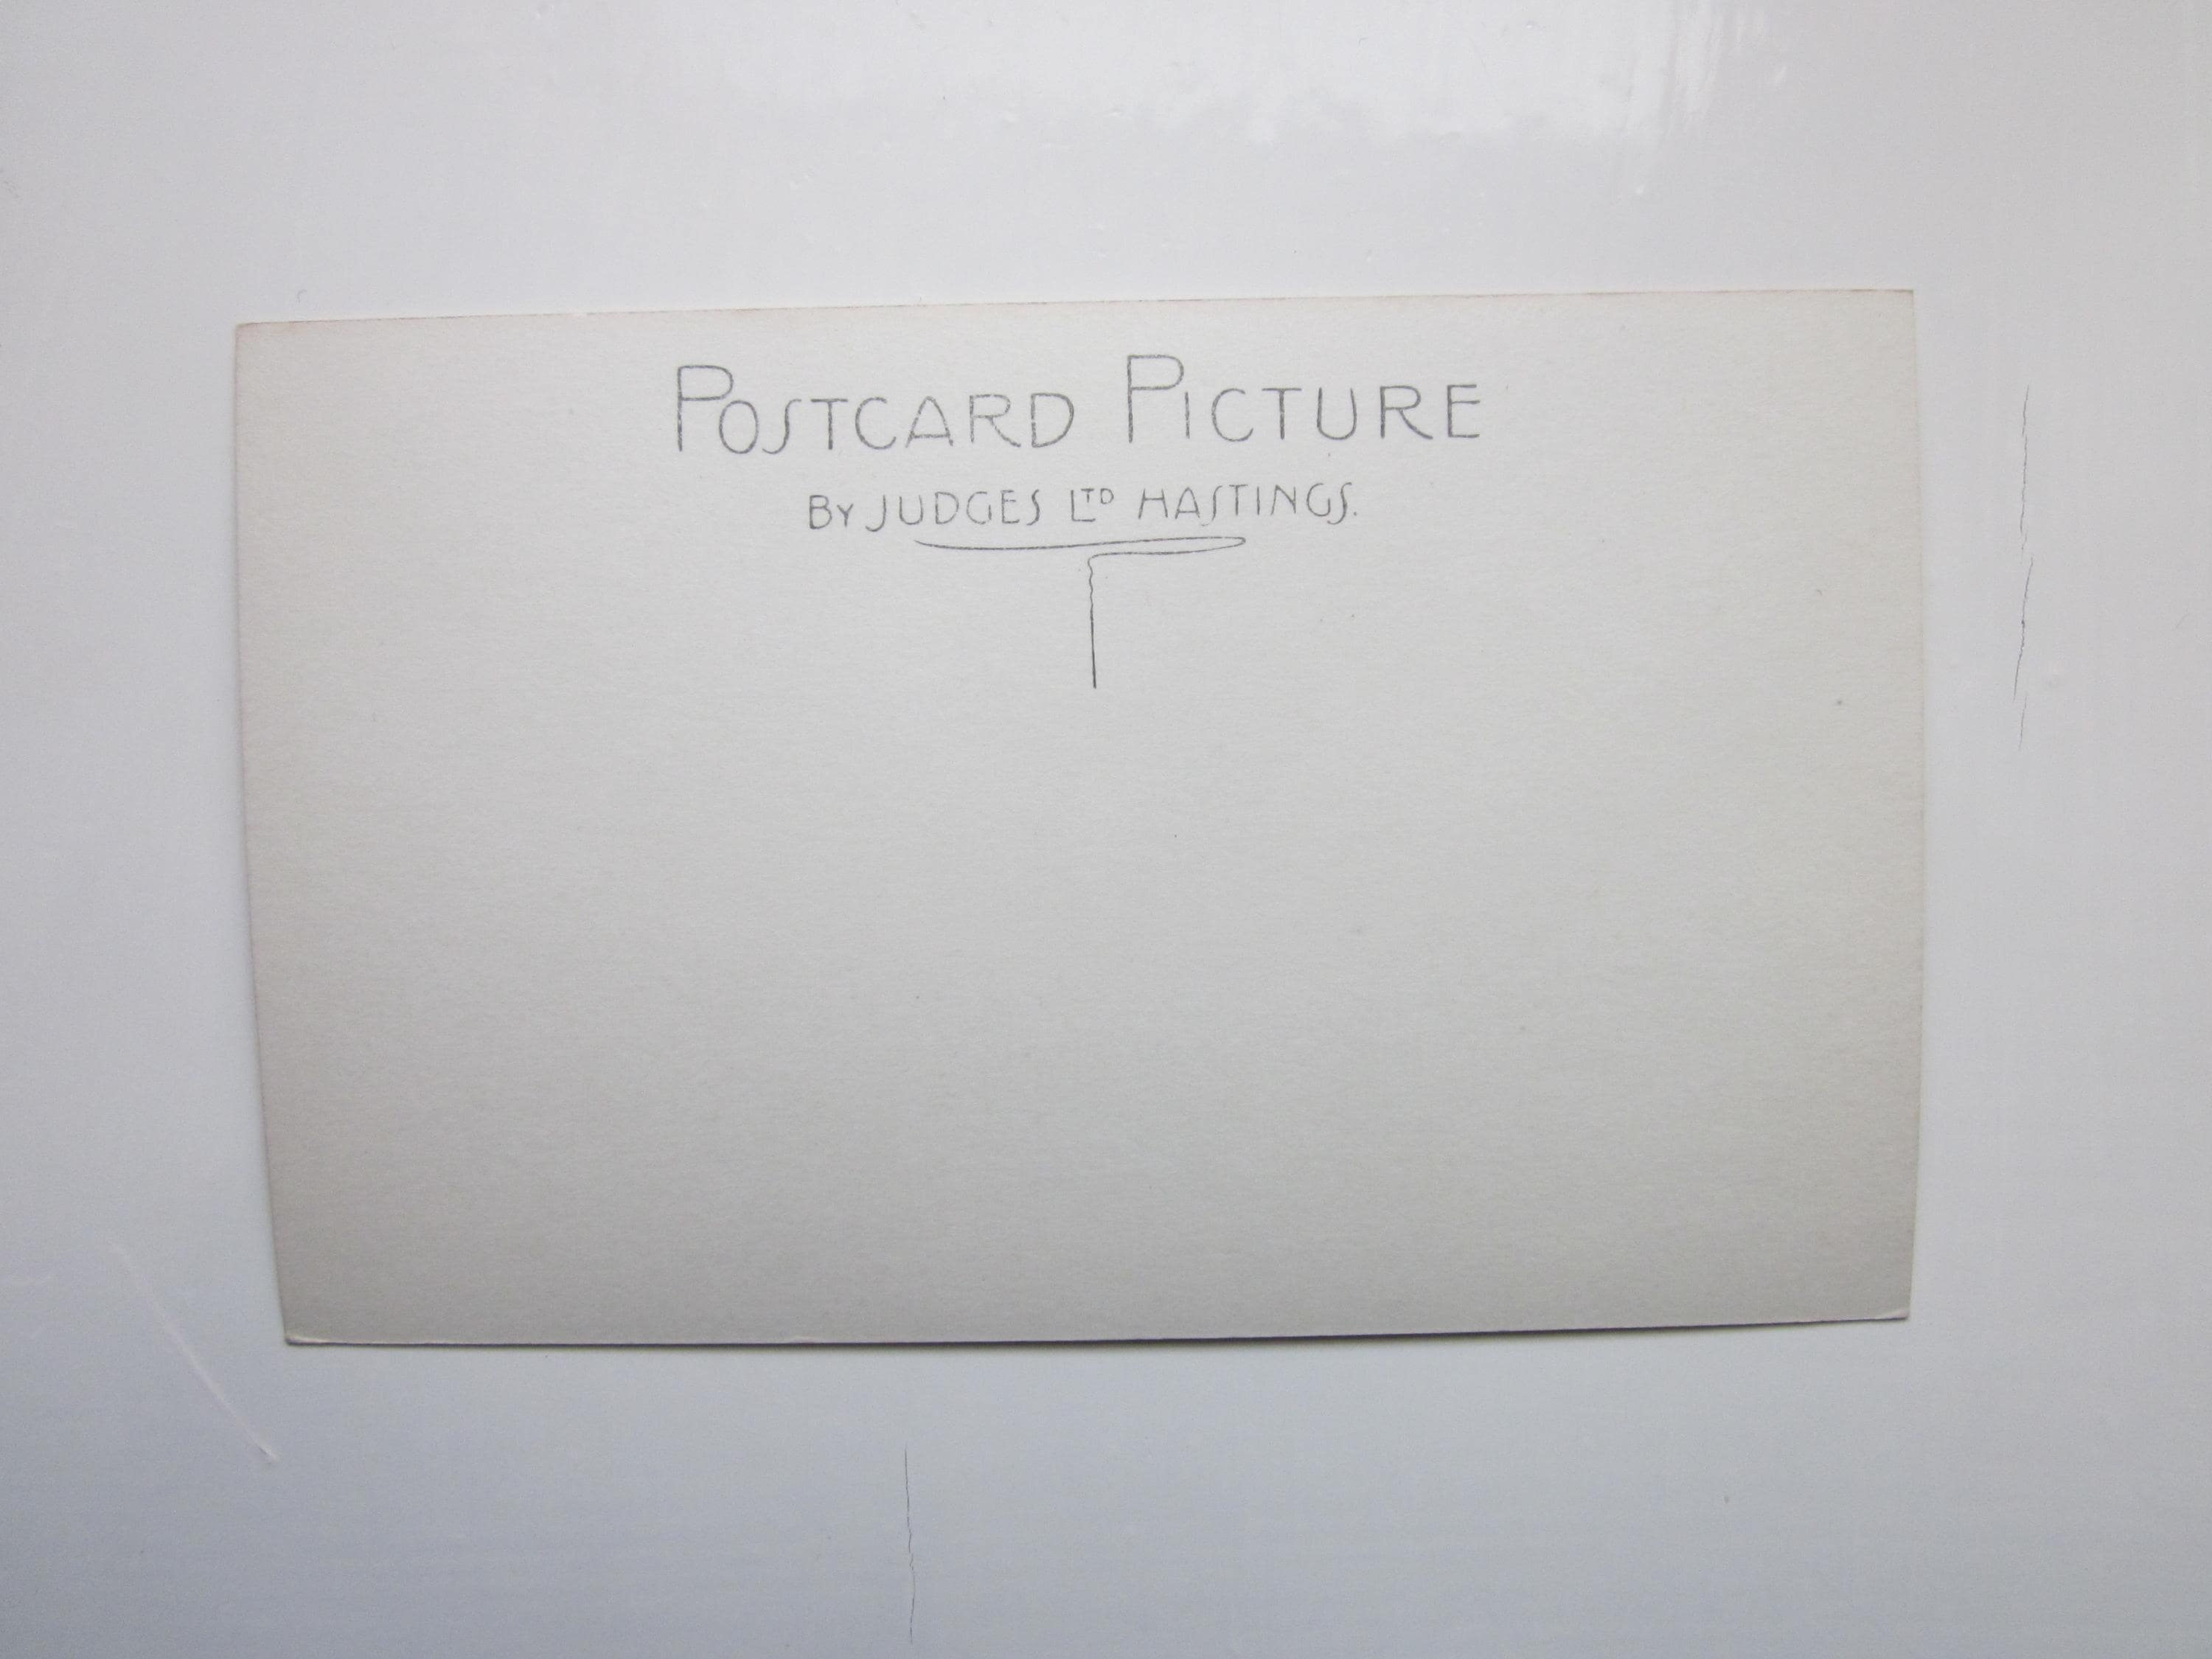 POSTCARD PICTURE
BY JUDGES LTD HASTINGS.